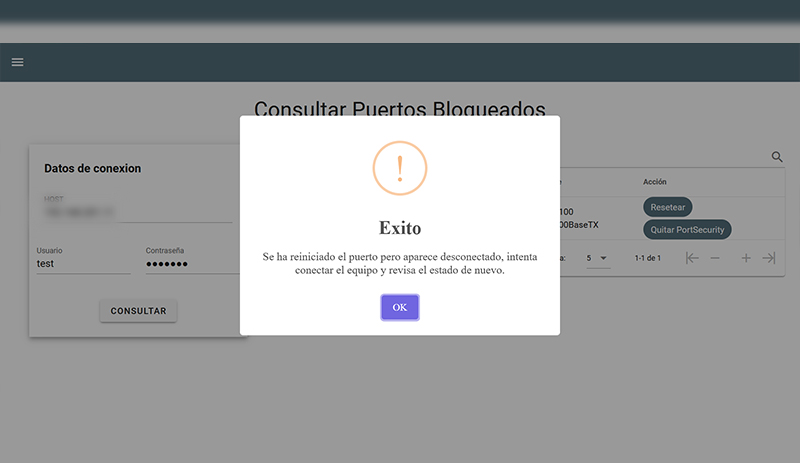 Consultar Puertos Bloqueados
Datos de conexion
HOST
Usuario
Contraseña
test
•••••••
CONSULTAR
Exito
Se ha reiniciado el puerto pero aparece desconectado, intenta
conectar el equipo y revisa el estado de nuevo.
OK
Acción
100
00BaseTX
Resetear
Quitar PortSecurity
a:
5
1-1 de 1